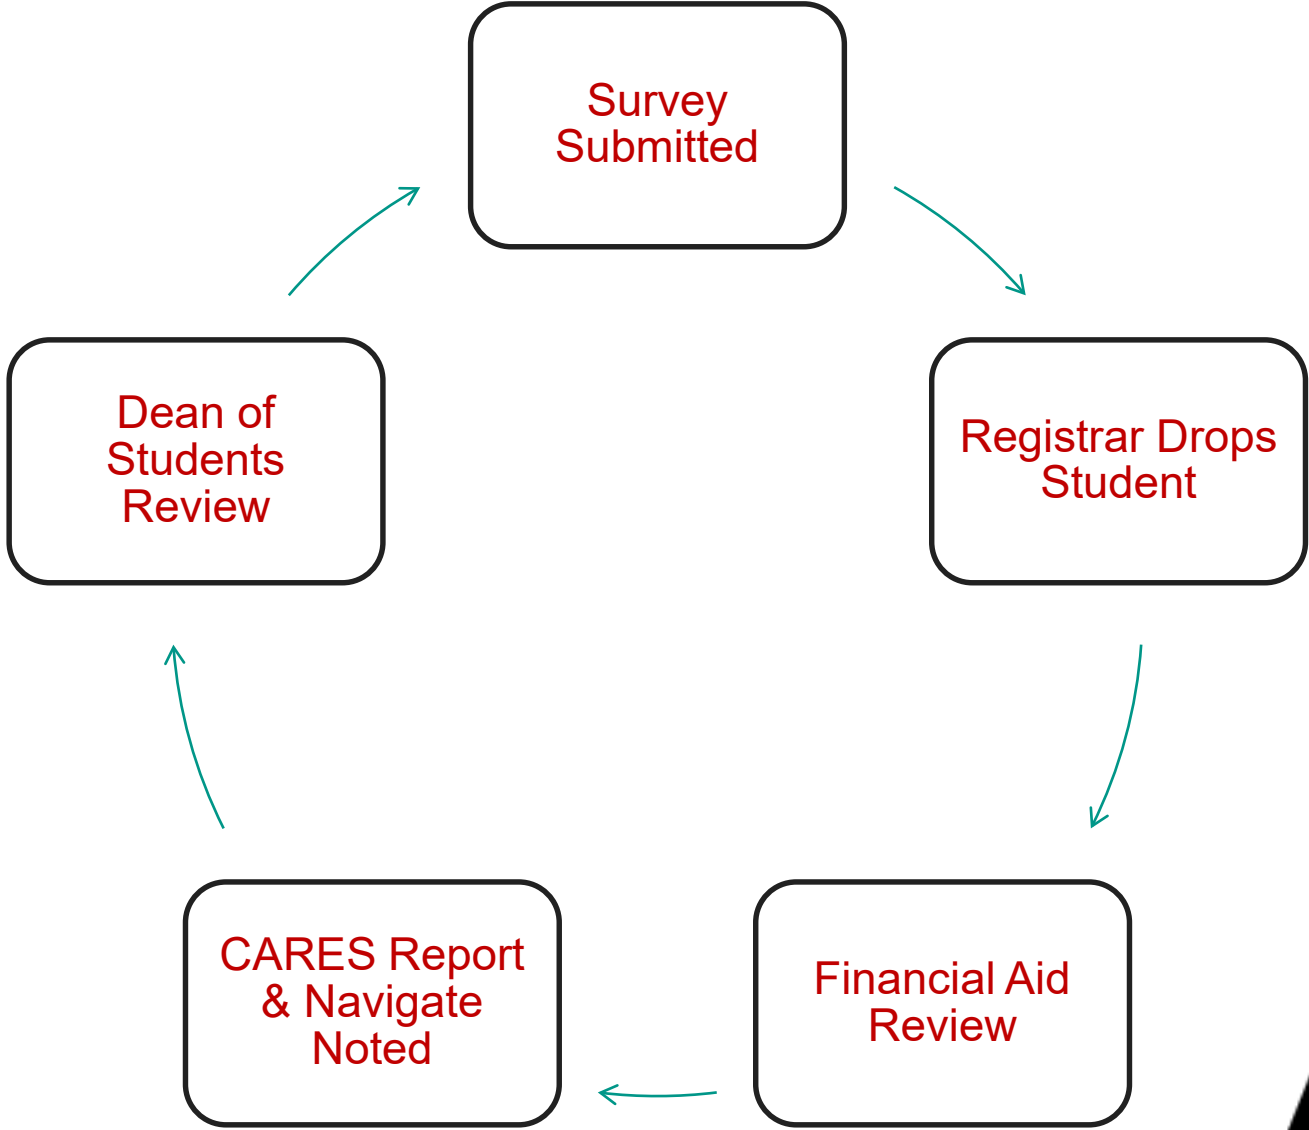 Survey
Submitted
Registrar Drops
Student
Financial Aid
Review
CARES Report
& Navigate
Noted
Dean of
Students
Review